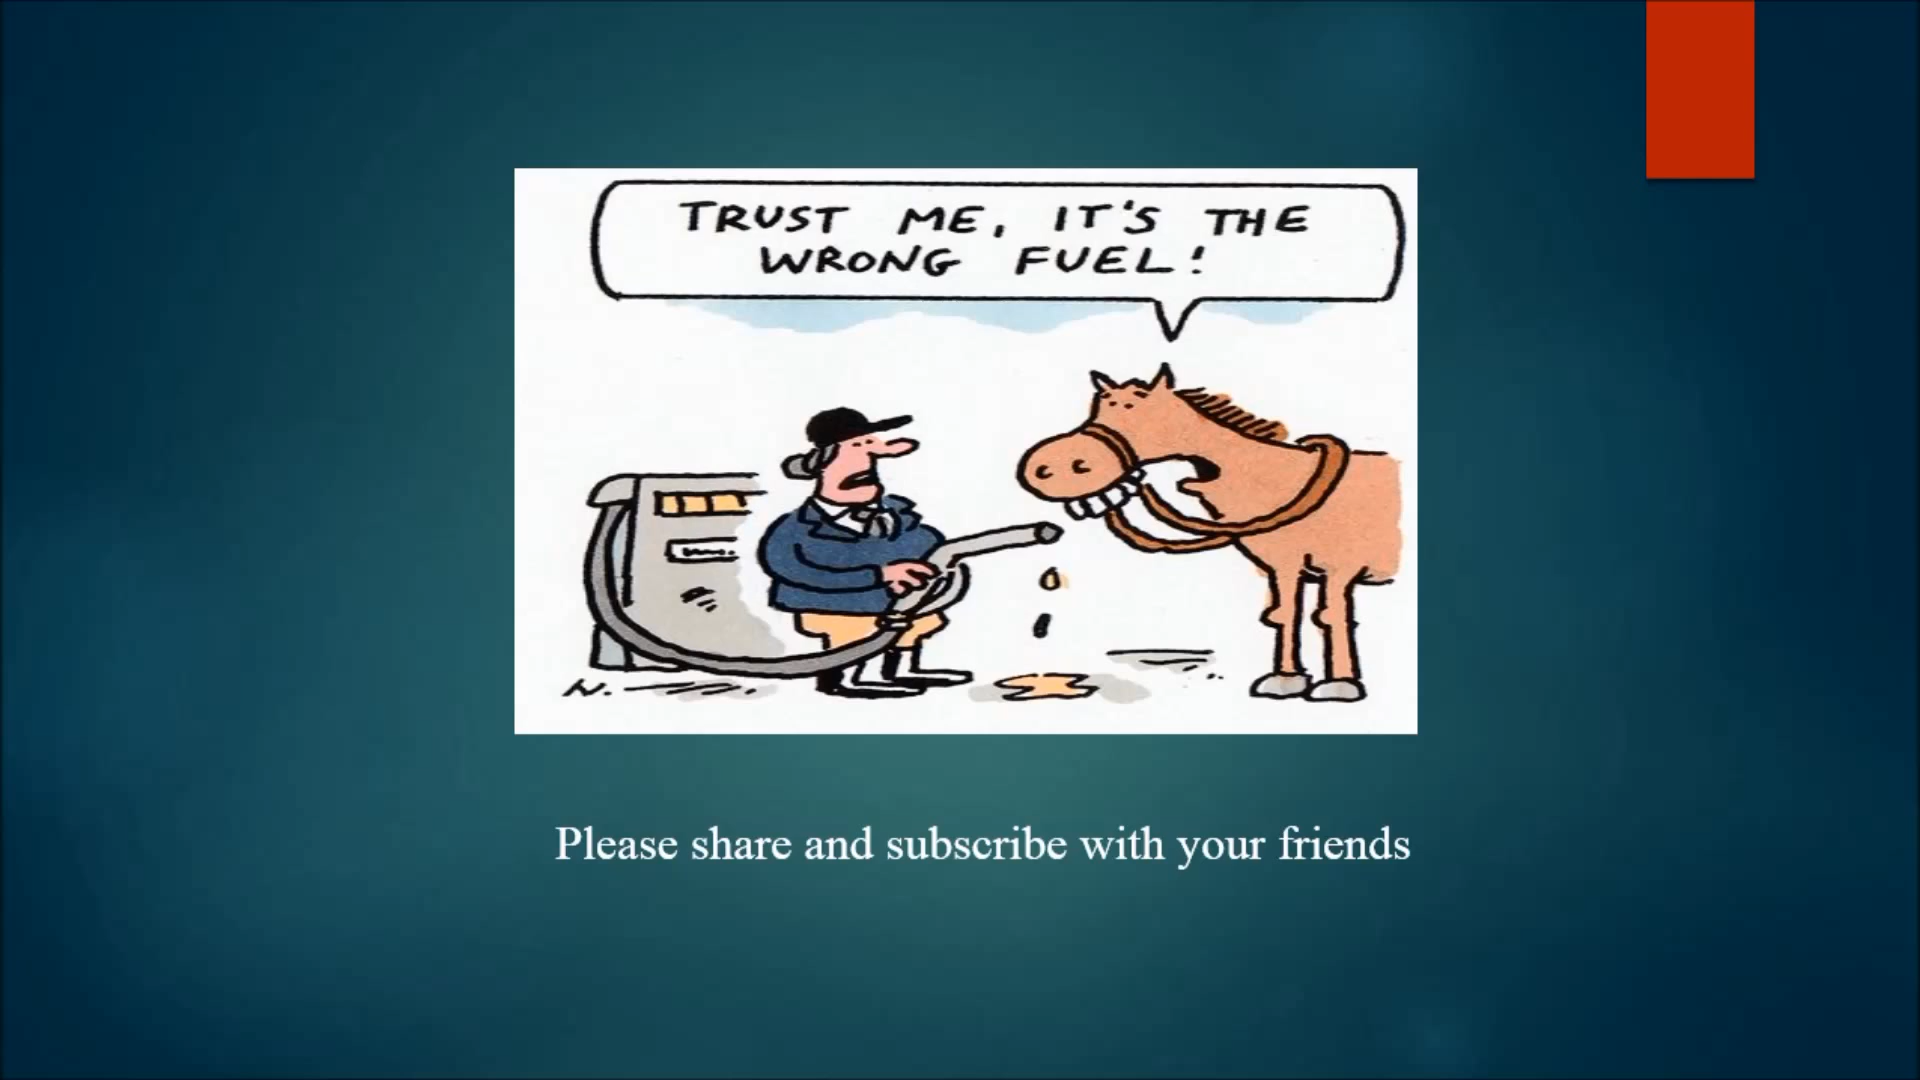 TRUST ME, IT'S THE
WRONG FUEL!
N.
Please share and subscribe with your friends